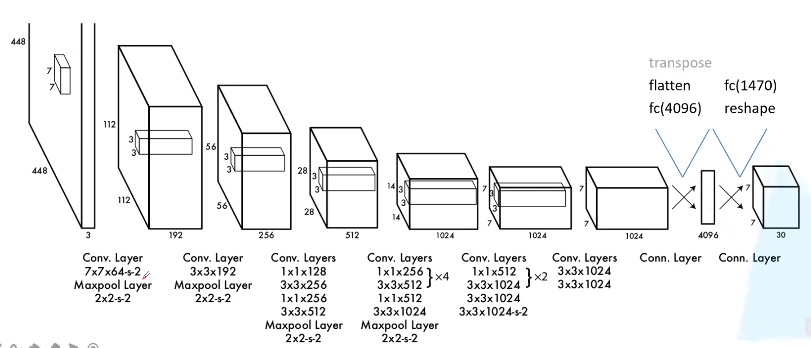 448
7
7
448
3
112
3
3
112
192
56
3
3
56
256
28
3
3
28
512
14
3
3
14
1024
7
3
3
7
1024
7
7
1024
transpose
flatten
fc(4096)
fc(1470)
reshape
4096
7
7
30
Conv. Layer
7x7x64-s-2
Maxpool Layer
2x2-s-2
Conv. Layer
3x3x192
Maxpool Layer
2x2-s-2
Conv. Layers
1x1x128
3x3x256
1x1x256
3x3x512
Maxpool Layer
2x2-s-2
Conv. Layers
1x1x256
3x3x512
}×4
1x1x512
3x3x1024
Maxpool Layer
2x2-s-2
Conv. Layers
1x1x512
3x3x1024
}×2
3x3x1024
3x3x1024-s-2
Conv. Layers
3x3x1024
3x3x1024
Conn. Layer
Conn. Layer